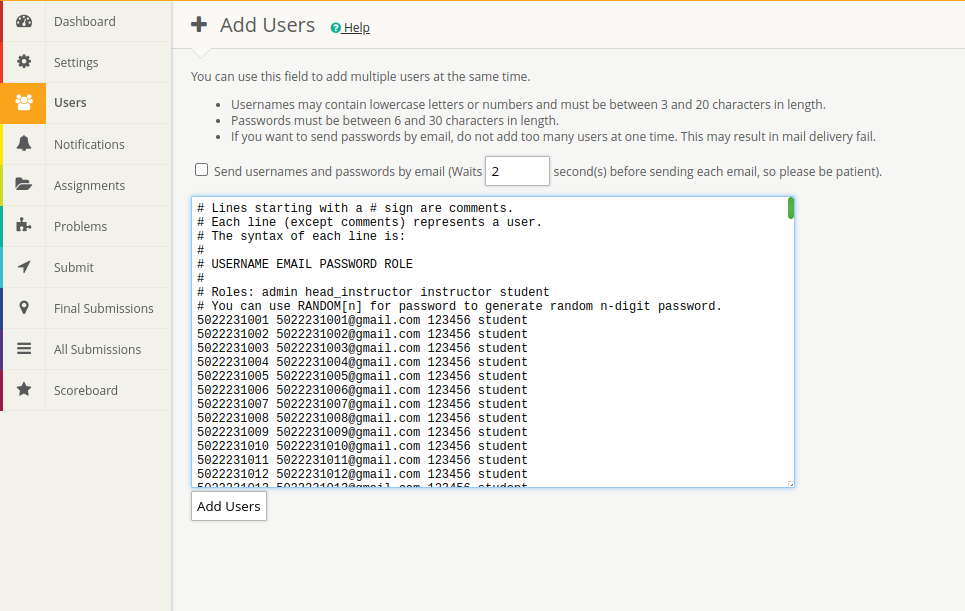 Dashboard
Settings
Users
Notifications
Assignments
Problems
Submit
Final Submissions
All Submissions
Scoreboard
Add Users Help
You can use this field to add multiple users at the same time.
Usernames may contain lowercase letters or numbers and must be between 3 and 20 characters in length.
Passwords must be between 6 and 30 characters in length.
If you want to send passwords by email, do not add too many users at one time. This may result in mail delivery fail.
Send usernames and passwords by email (Waits 2 second(s) before sending each email, so please be patient).
# Lines starting with a # sign are comments.
# Each line (except comments) represents a user.
# The syntax of each line is:
#
# USERNAME EMAIL PASSWORD ROLE
#
# Roles: admin head_instructor instructor student
# You can use RANDOM[n] for password to generate random n-digit password.
5022231001 5022231001@gmail.com 123456 student
5022231002 5022231002@gmail.com 123456 student
5022231003 5022231003@gmail.com 123456 student
5022231004 5022231004@gmail.com 123456 student
5022231005 5022231005@gmail.com 123456 student
5022231006 5022231006@gmail.com 123456 student
5022231007 5022231007@gmail.com 123456 student
5022231008 5022231008@gmail.com 123456 student
5022231009 5022231009@gmail.com 123456 student
5022231010 5022231010@gmail.com 123456 student
5022231011 5022231011@gmail.com 123456 student
5022231012 5022231012@gmail.com 123456 student
Add Users